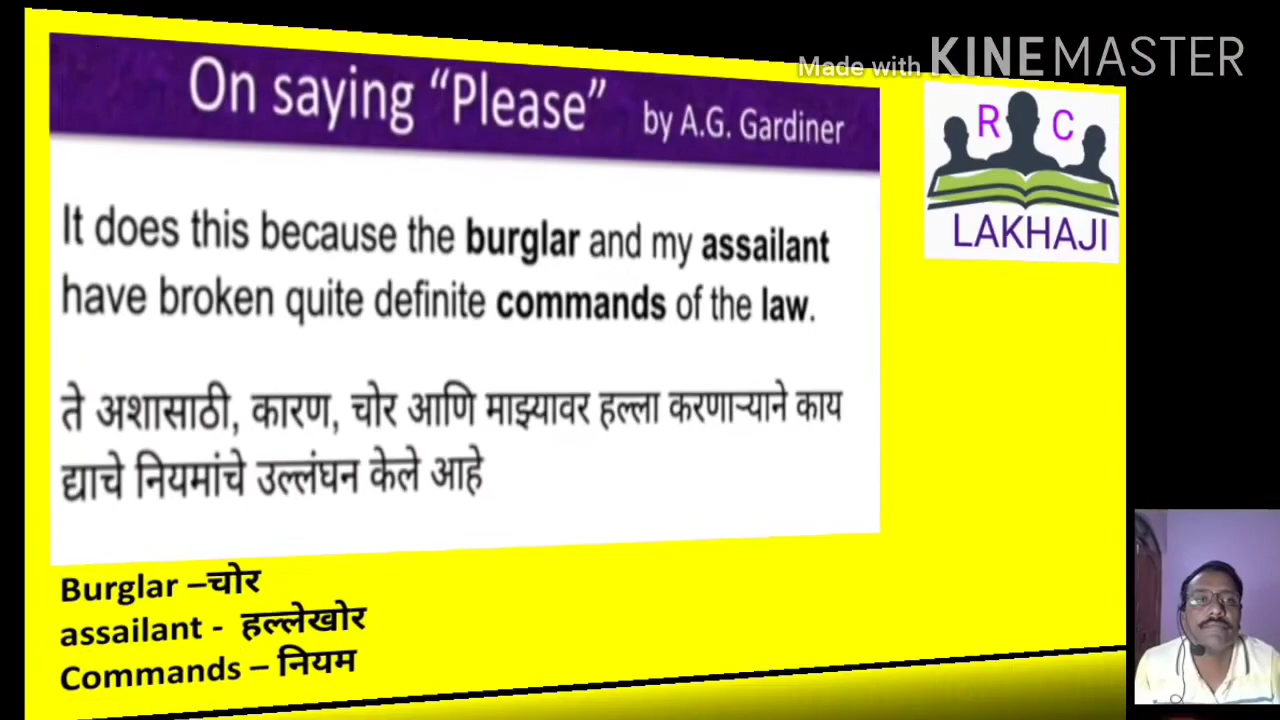 Made with KINEMASTER
On saying “Please” by A.G. Gardiner
R C
LAKHAJI
It does this because the burglar and my assailant
have broken quite definite commands of the law.
ते अशासाठी, कारण, चोर आणि माझ्यावर हल्ला करणाऱ्याने काय
द्याचे नियमांचे उल्लंघन केले आहे
Burglar –चोर
assailant - हल्लेखोर
Commands – नियम